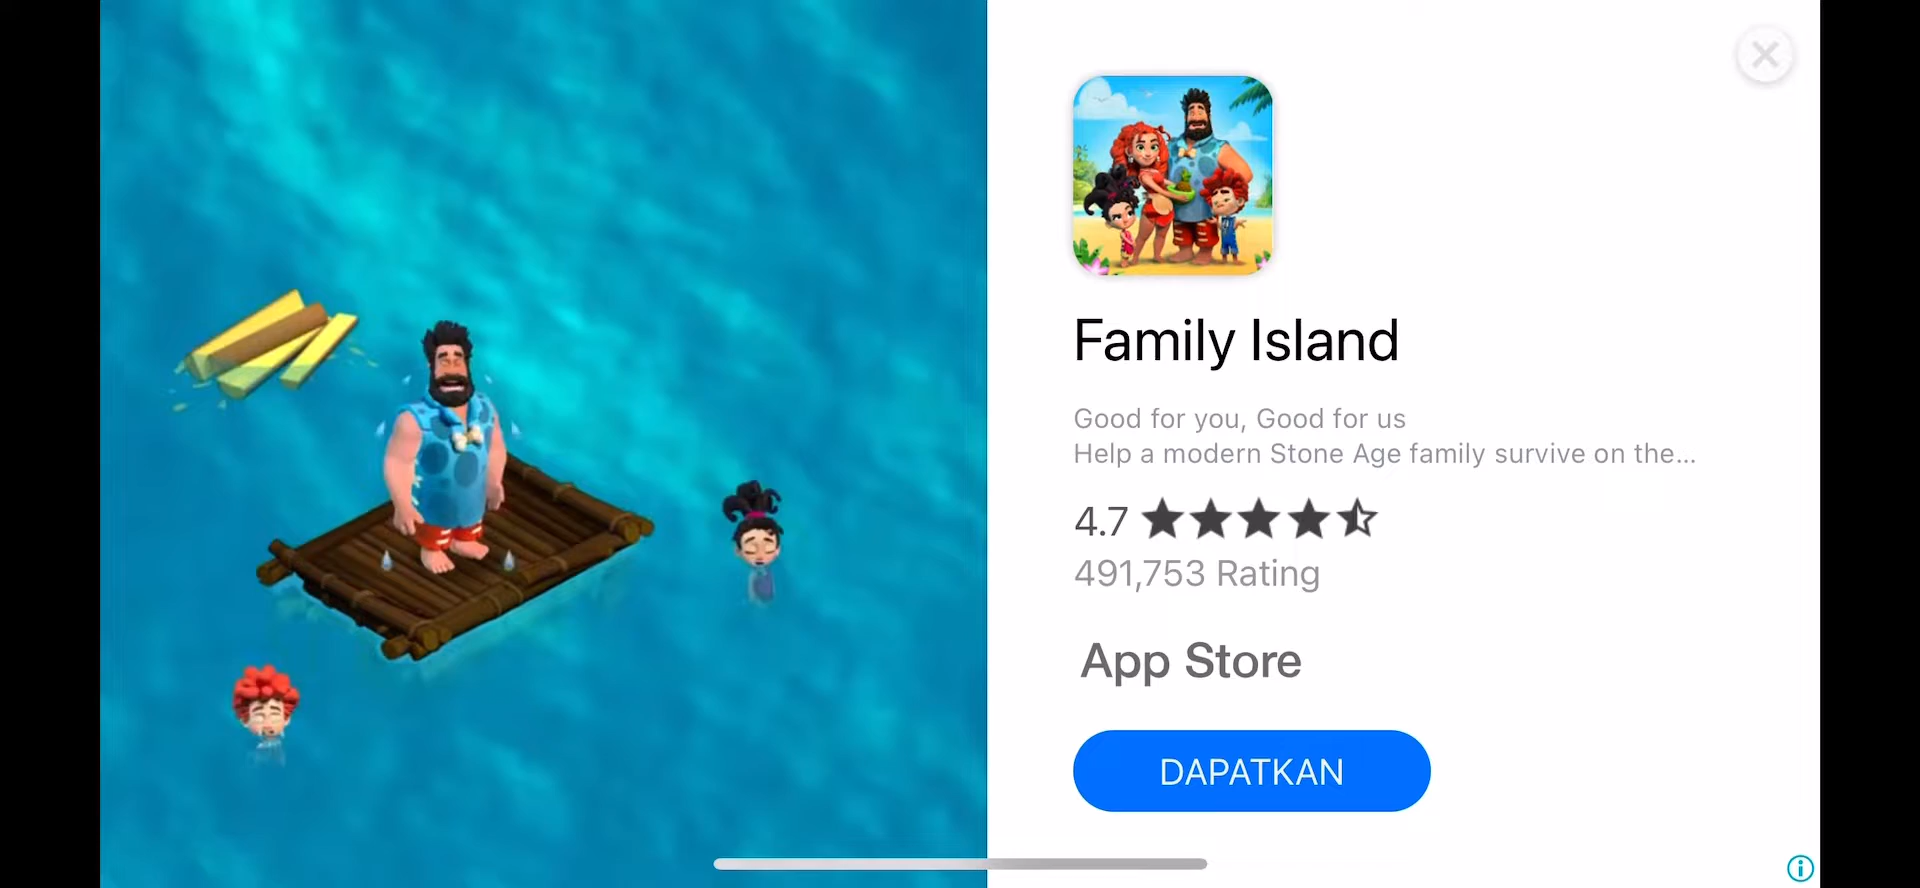 Family Island
Good for you, Good for us
Help a modern Stone Age family survive on the...
4.7
491,753 Rating
App Store
DAPATKAN